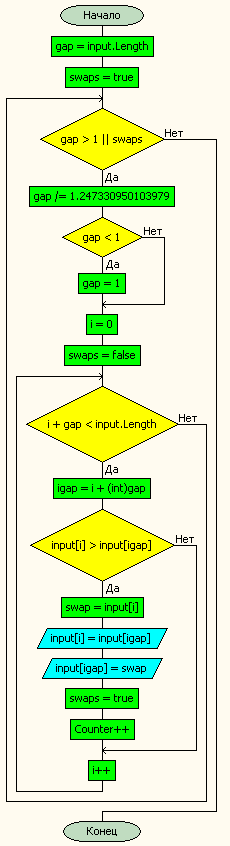 Начало
gap = input.Length
swaps = true
gap > 1 || swaps
Нет
Да
gap /= 1.247330950103979
gap < 1
Нет
Да
gap = 1
i = 0
swaps = false
i + gap < input.Length
Нет
Да
igap = i + (int)gap
input[i] > input[igap]
Нет
Да
swap = input[i]
input[i] = input[igap]
input[igap] = swap
swaps = true
Counter++
i++
Конец